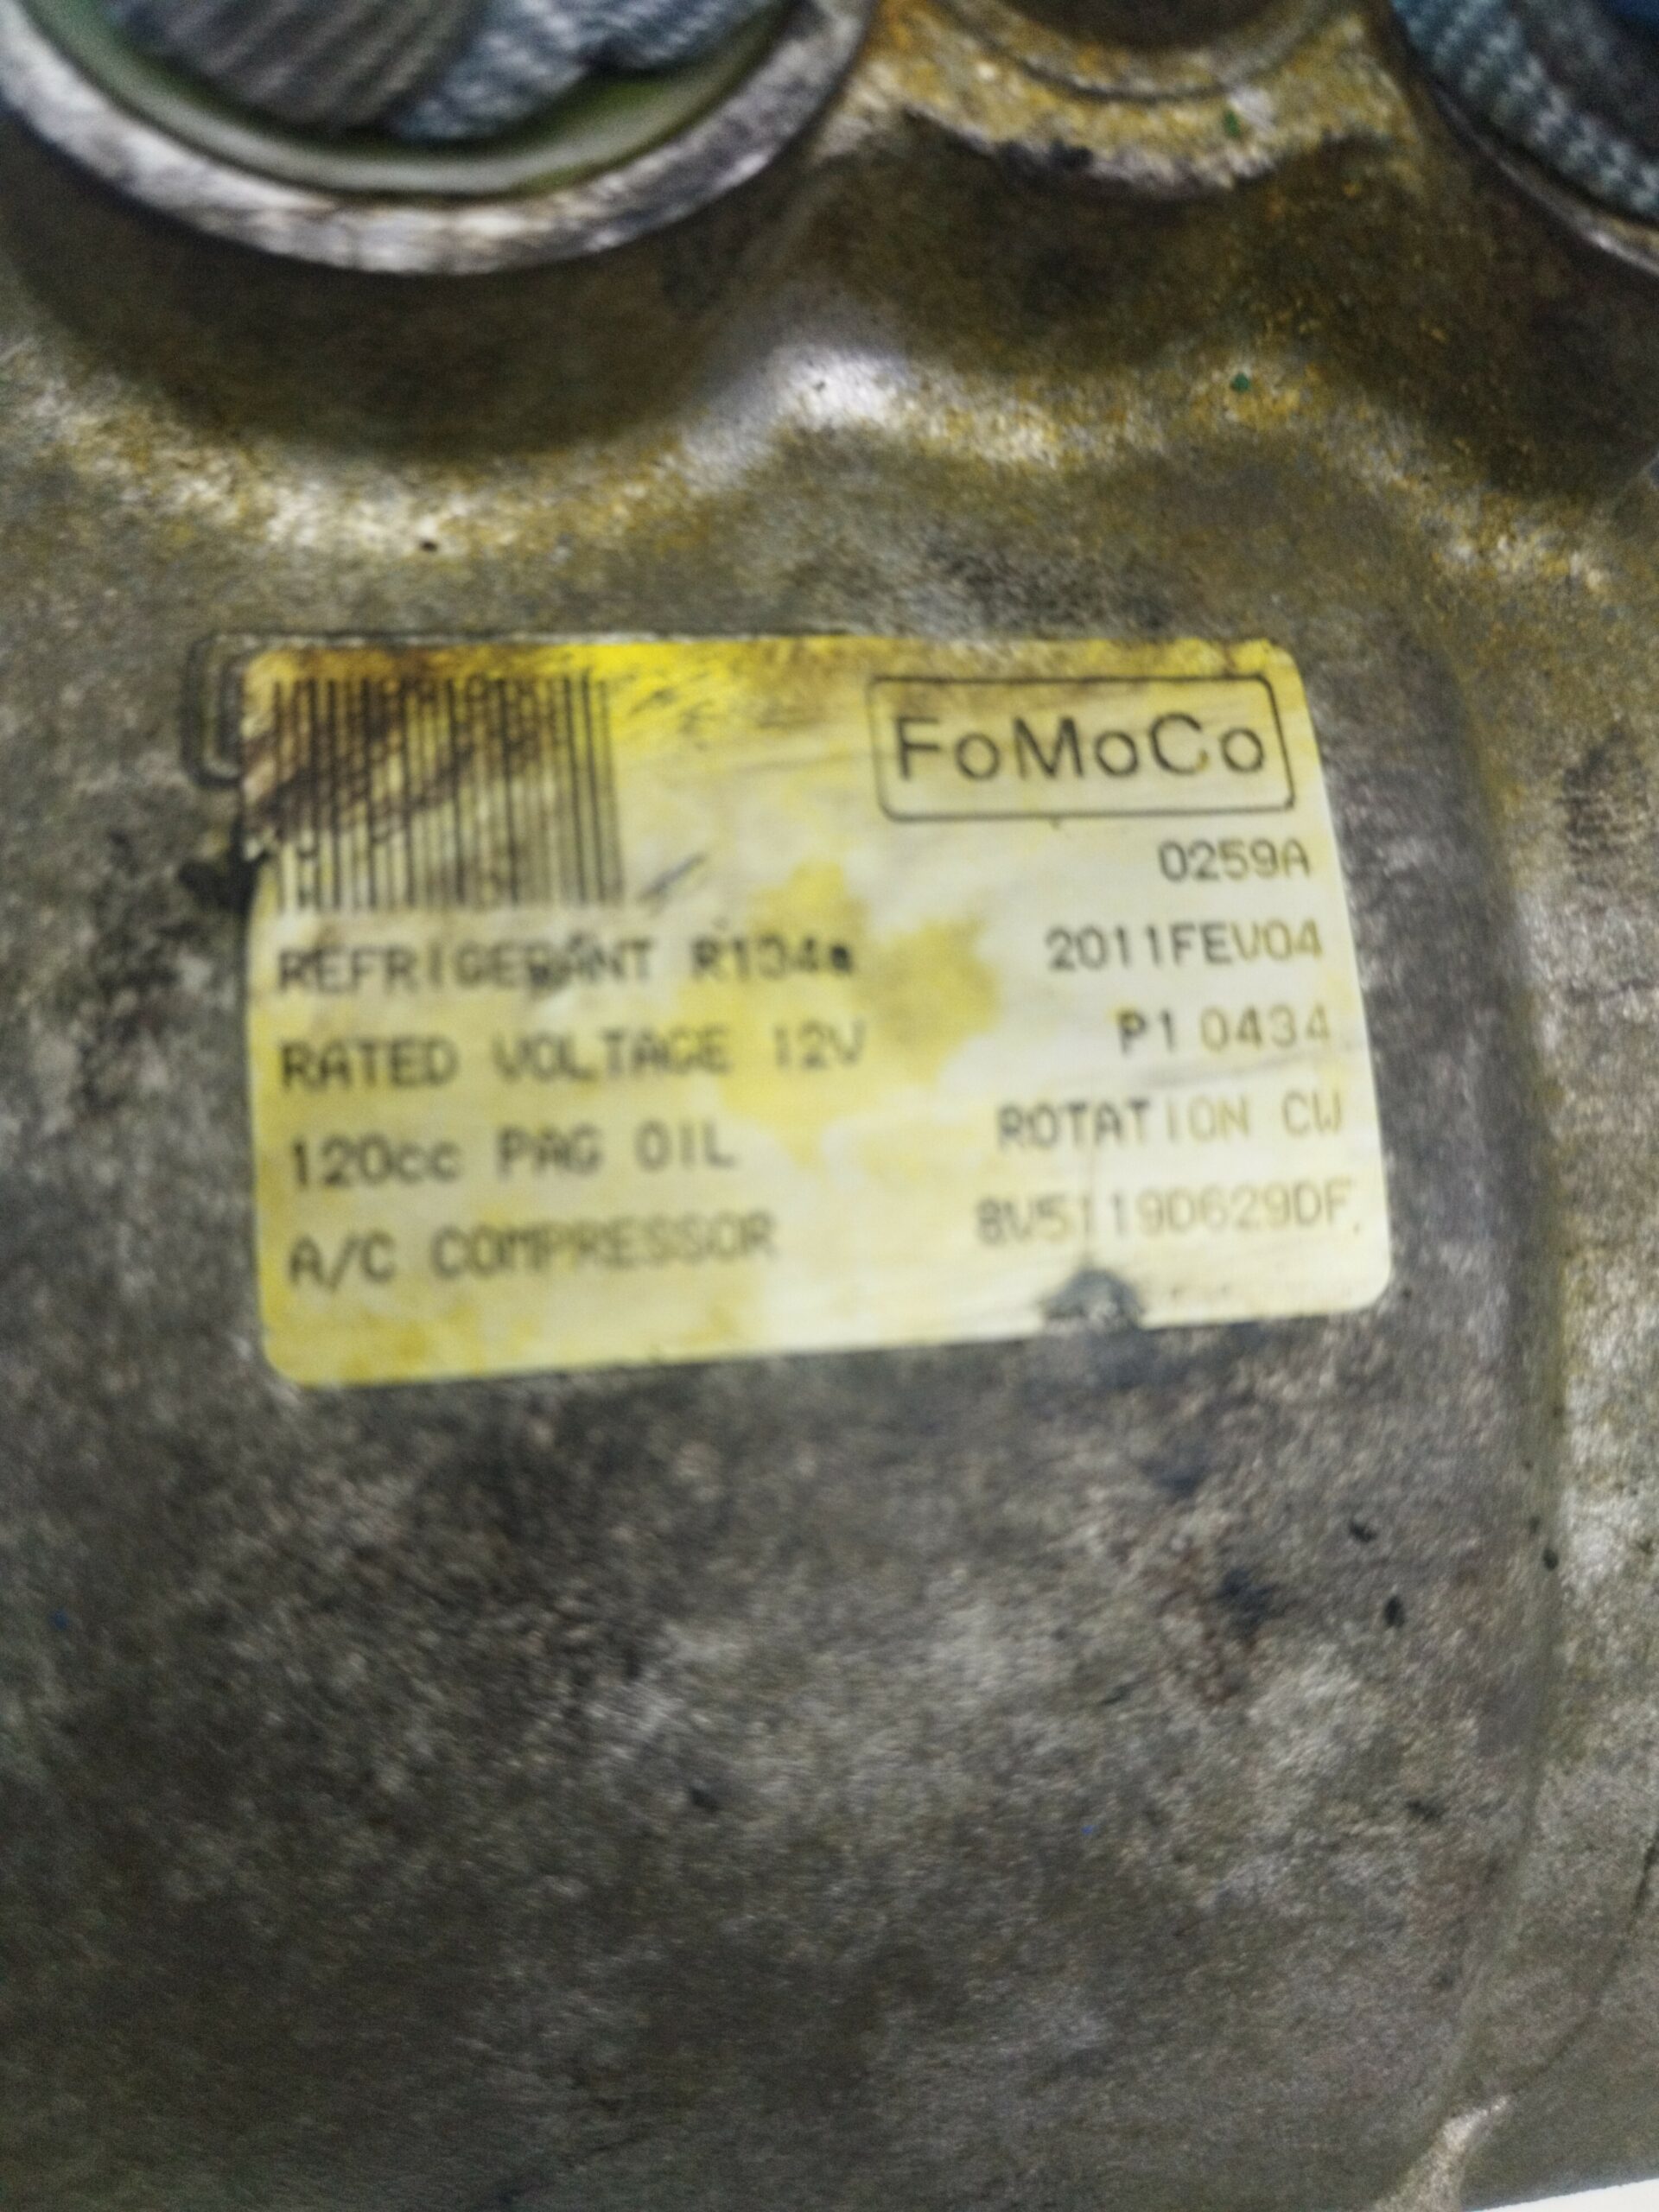 FoMoCo
0259A
REFRIGERANT R134a 2011FEV04
RATED VOLTAGE 12V P1 0434
120cc PAG OIL ROTATION CW
A/C COMPRESSOR 8V5119D629DF